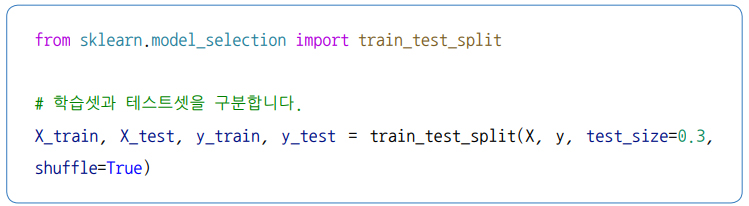 from sklearn.model_selection import train_test_split
# 학습셋과 테스트셋을 구분합니다.
X_train, X_test, y_train, y_test = train_test_split(X, y, test_size=0.3,
shuffle=True)